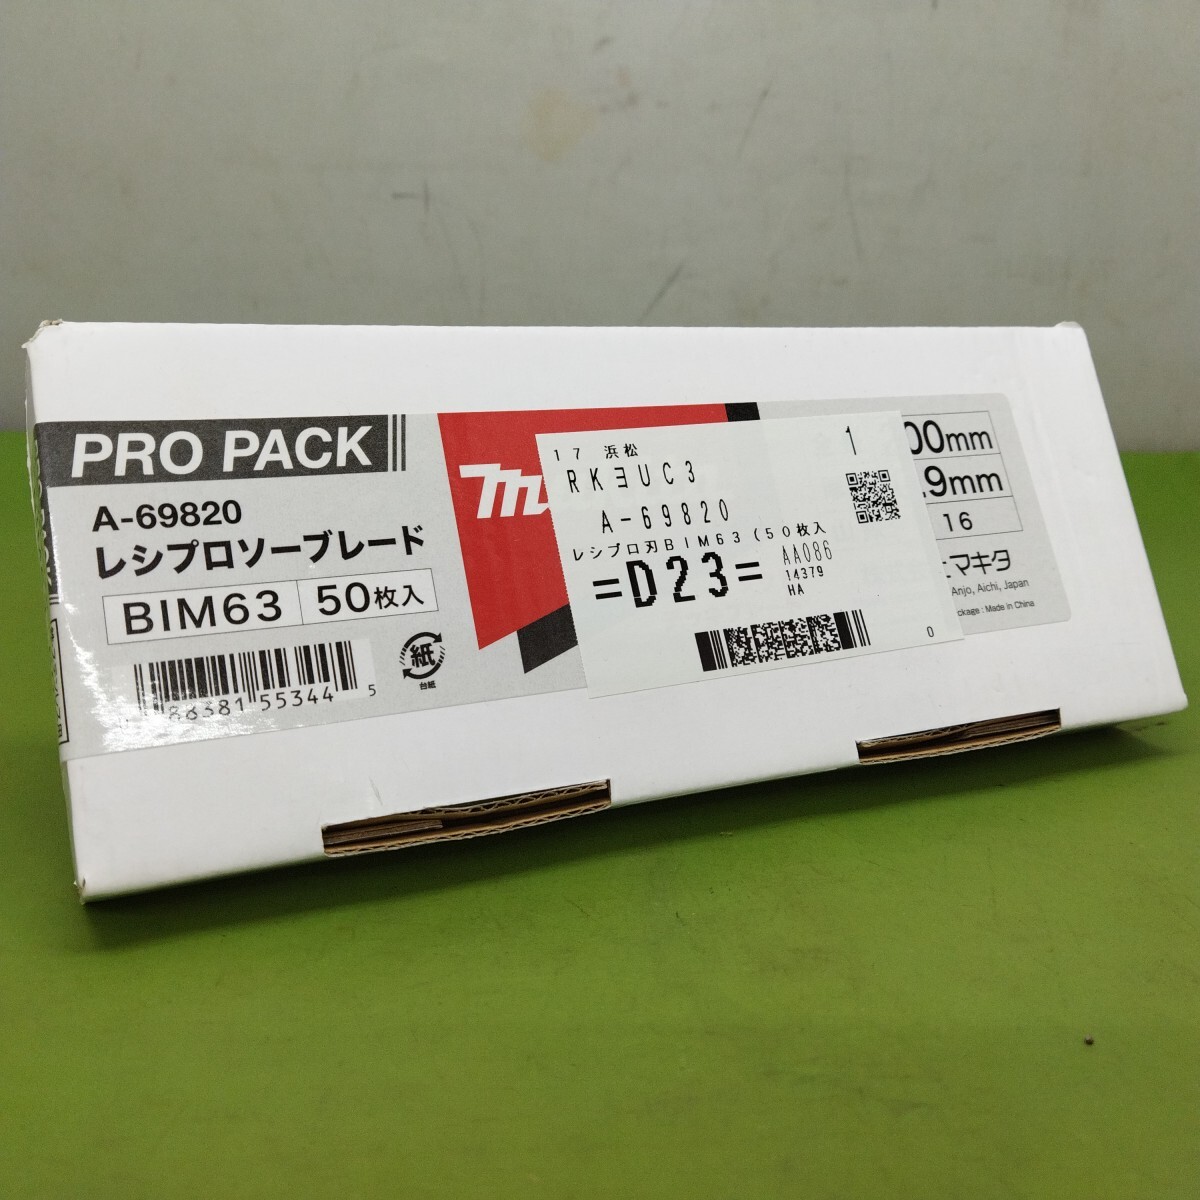 PRO PACK
A-69820
レシプロソーブレード
BIM63 50枚入
88381 55344 5
紙
台紙
17 浜松
RKヨUC3
1
A-69820
レシプロ刃BIM63(50枚入
=D23=
AA086
14379
HA
0
00mm
.9mm
16
マキタ
Anjo, Aichi, Japan
ckage : Made in China